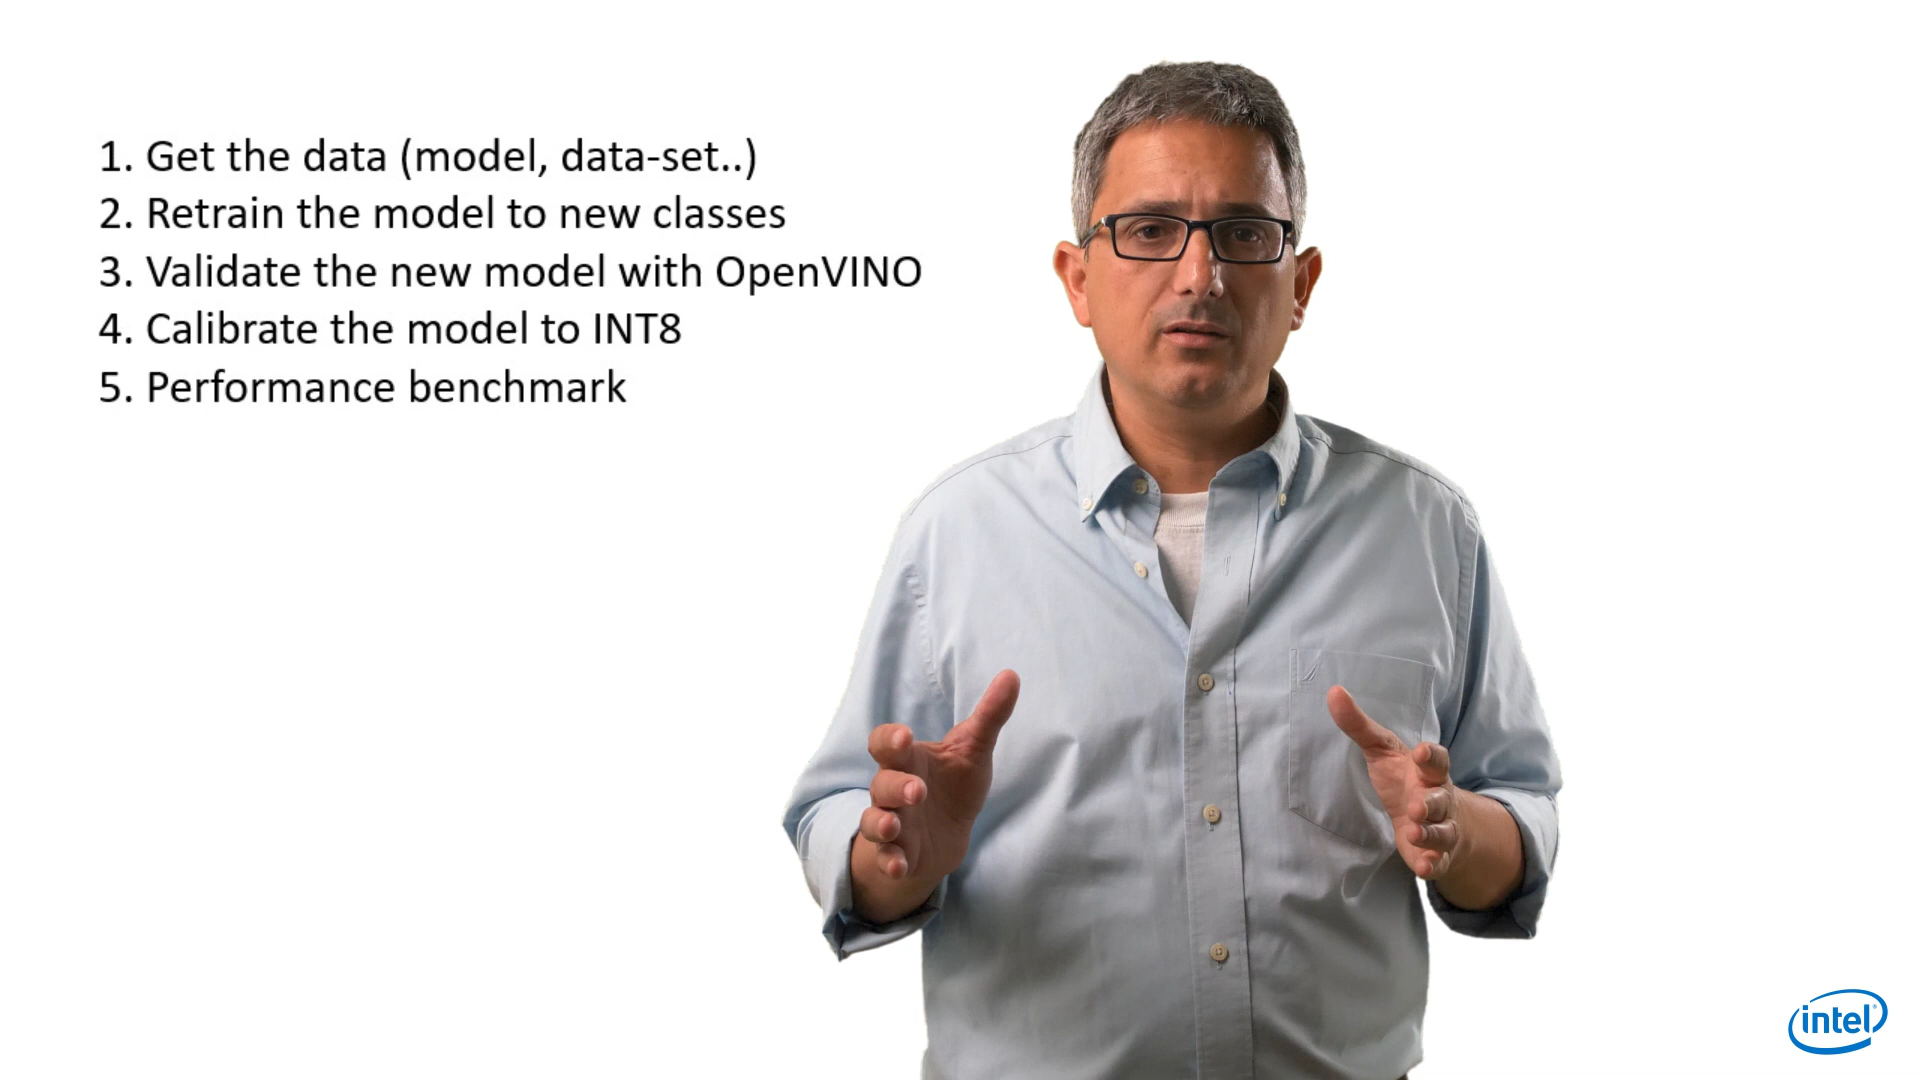 1. Get the data (model, data-set..)
2. Retrain the model to new classes
3. Validate the new model with OpenVINO
4. Calibrate the model to INT8
5. Performance benchmark
intel